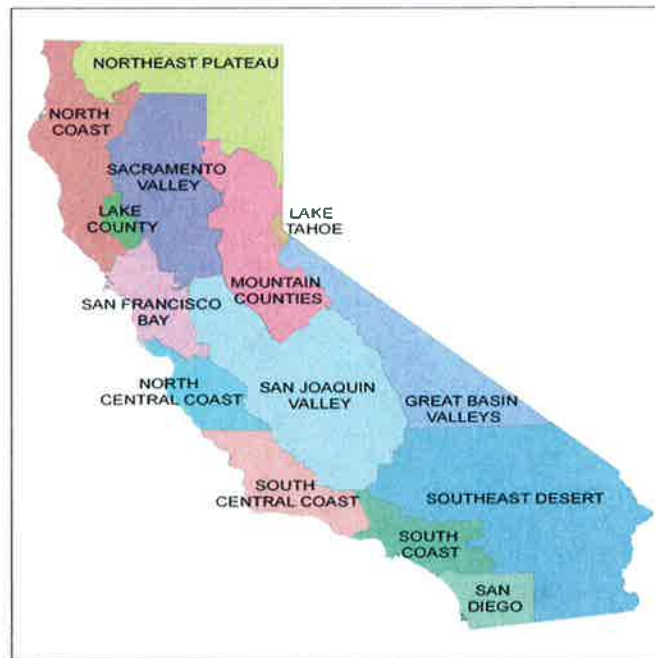 NORTHEAST PLATEAU
NORTH
COAST
SACRAMENTO
VALLEY
LAKE
COUNTY
LAKE
TAHOE
MOUNTAIN
COUNTIES
SAN FRANCISCO
BAY
NORTH
CENTRAL COAST
SAN JOAQUIN
VALLEY
GREAT BASIN
VALLEYS
SOUTH
CENTRAL COAST
SOUTHEAST DESERT
SOUTH
COAST
SAN
DIEGO